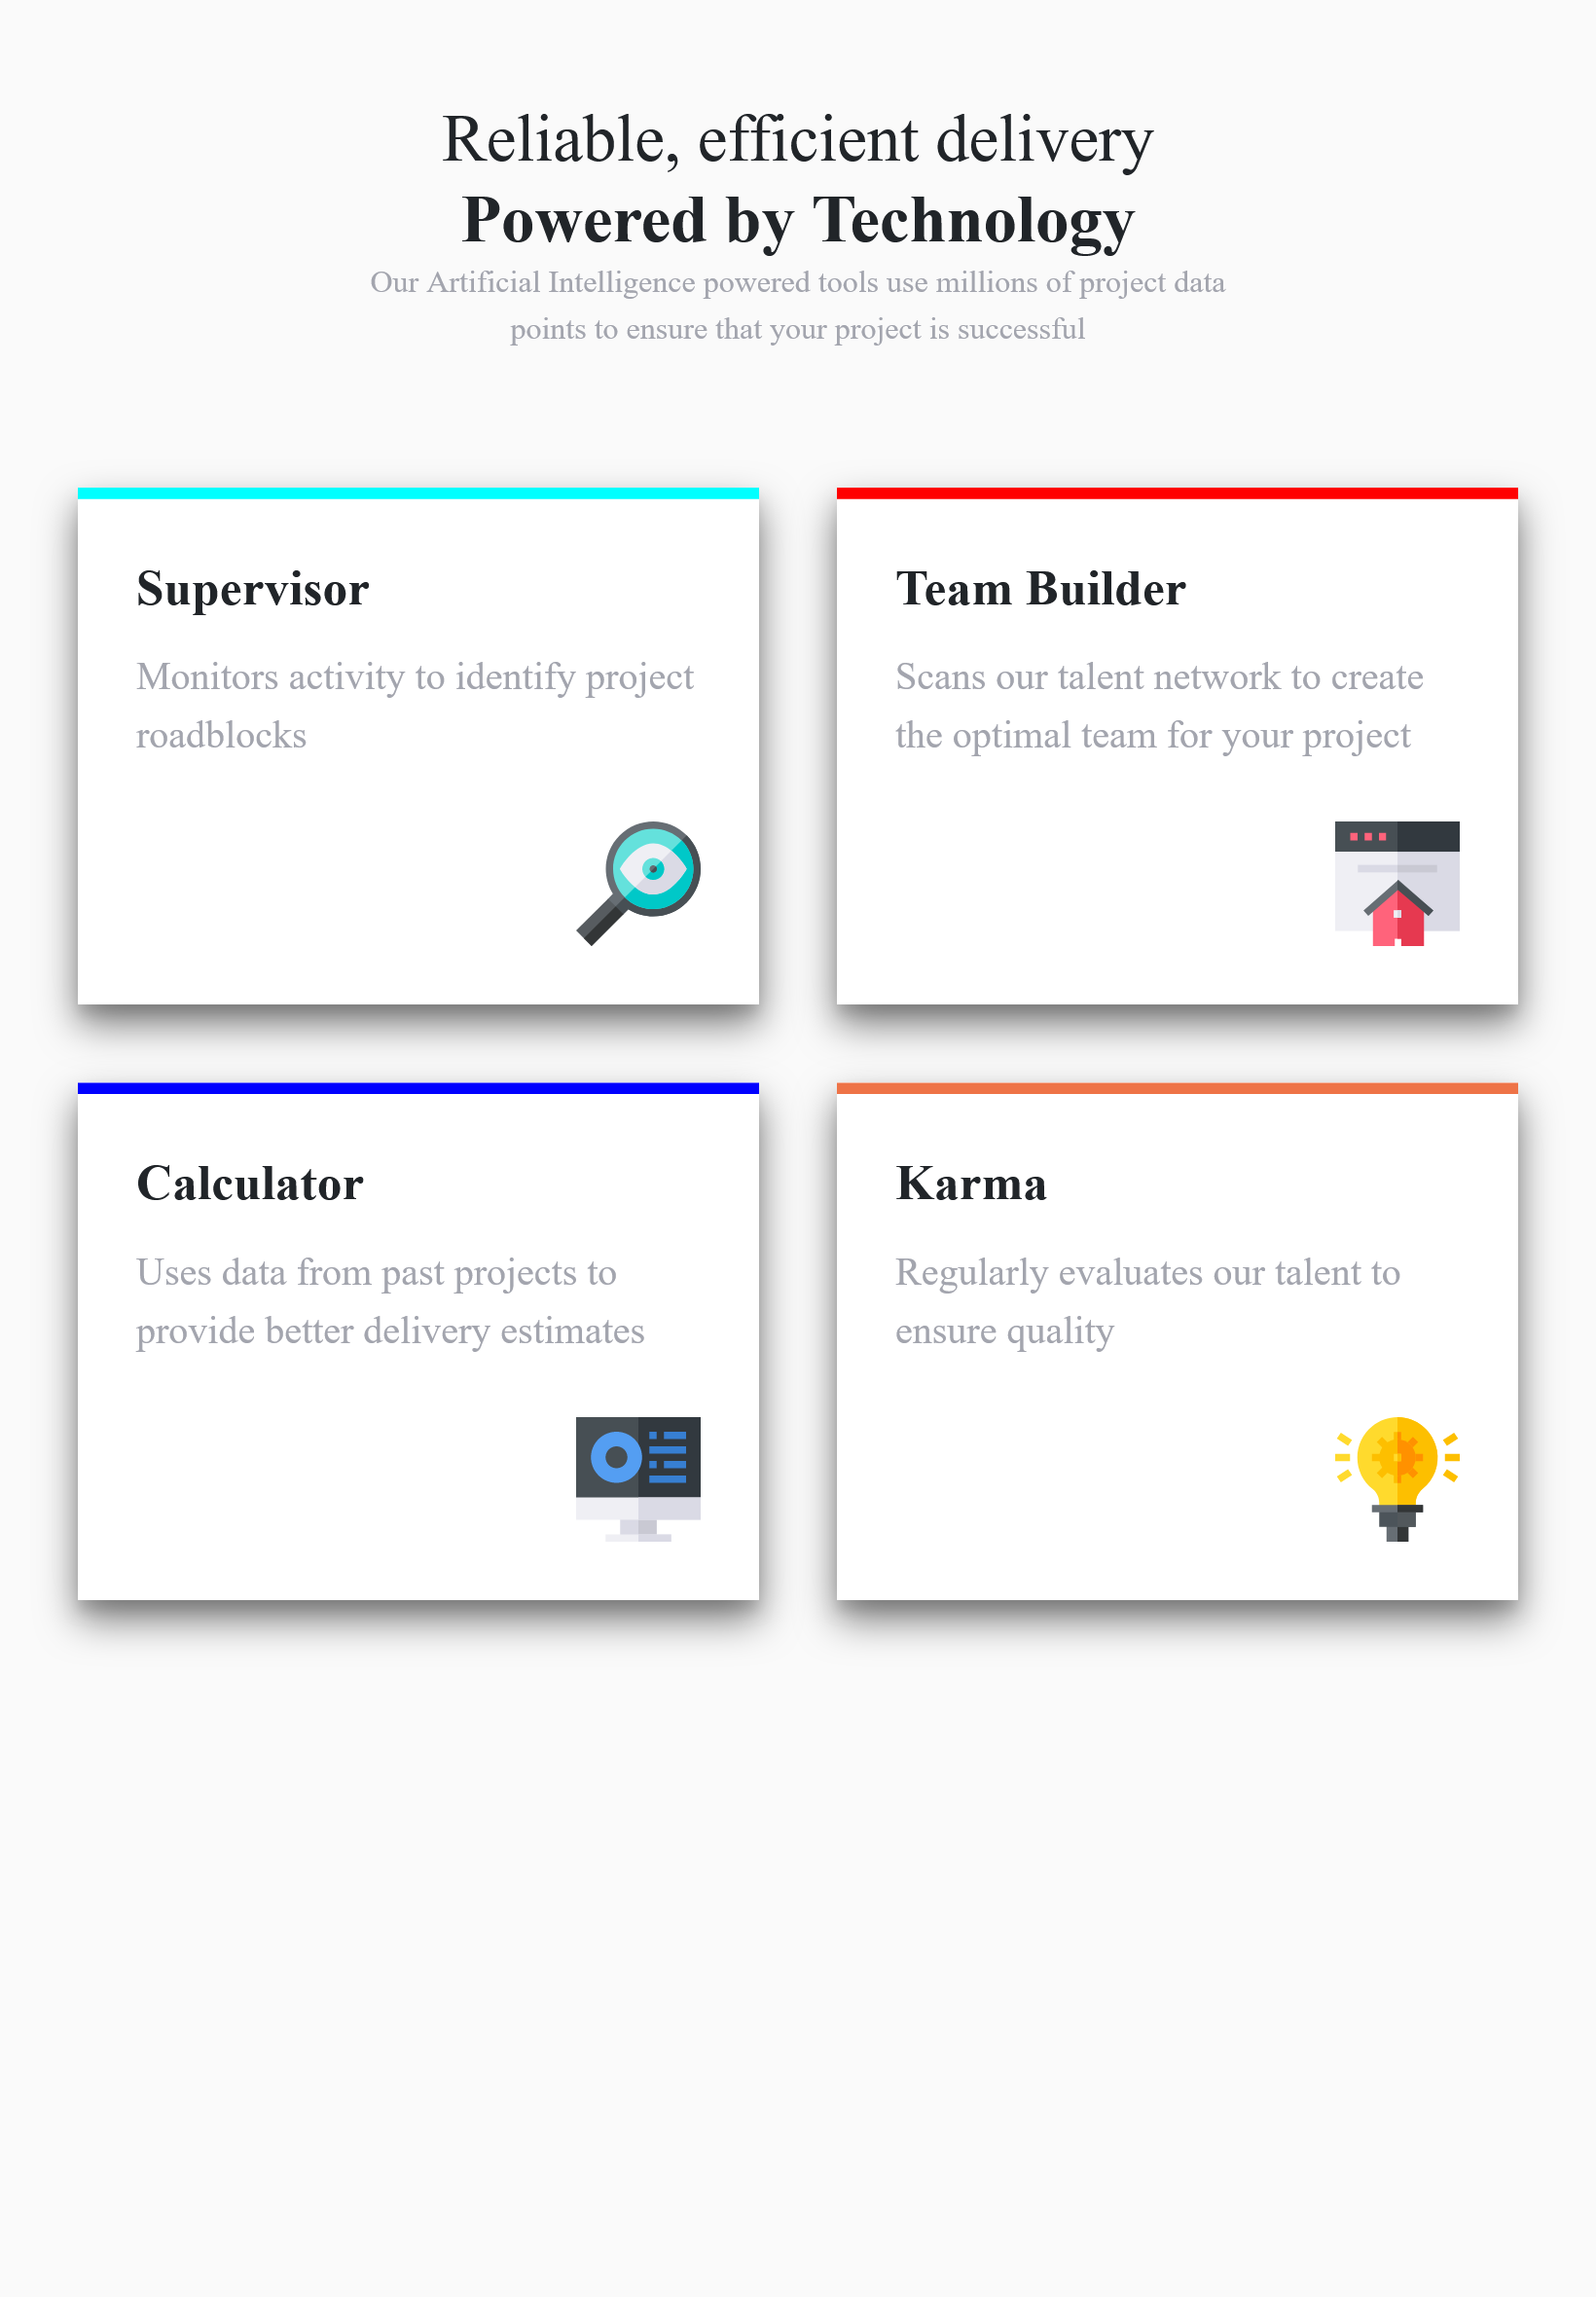 Reliable, efficient delivery
Powered by Technology
Our Artificial Intelligence powered tools use millions of project data
points to ensure that your project is successful
Supervisor
Monitors activity to identify project
roadblocks
Team Builder
Scans our talent network to create
the optimal team for your project
Calculator
Uses data from past projects to
provide better delivery estimates
Karma
Regularly evaluates our talent to
ensure quality